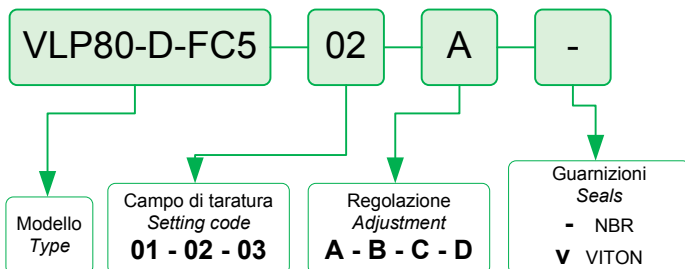 VLP80-D-FC5 02 A -
Modello
Type
Campo di taratura
Setting code
01 - 02 - 03
Regolazione
Adjustment
A - B - C - D
Guarnizioni
Seals
- NBR
V VITON